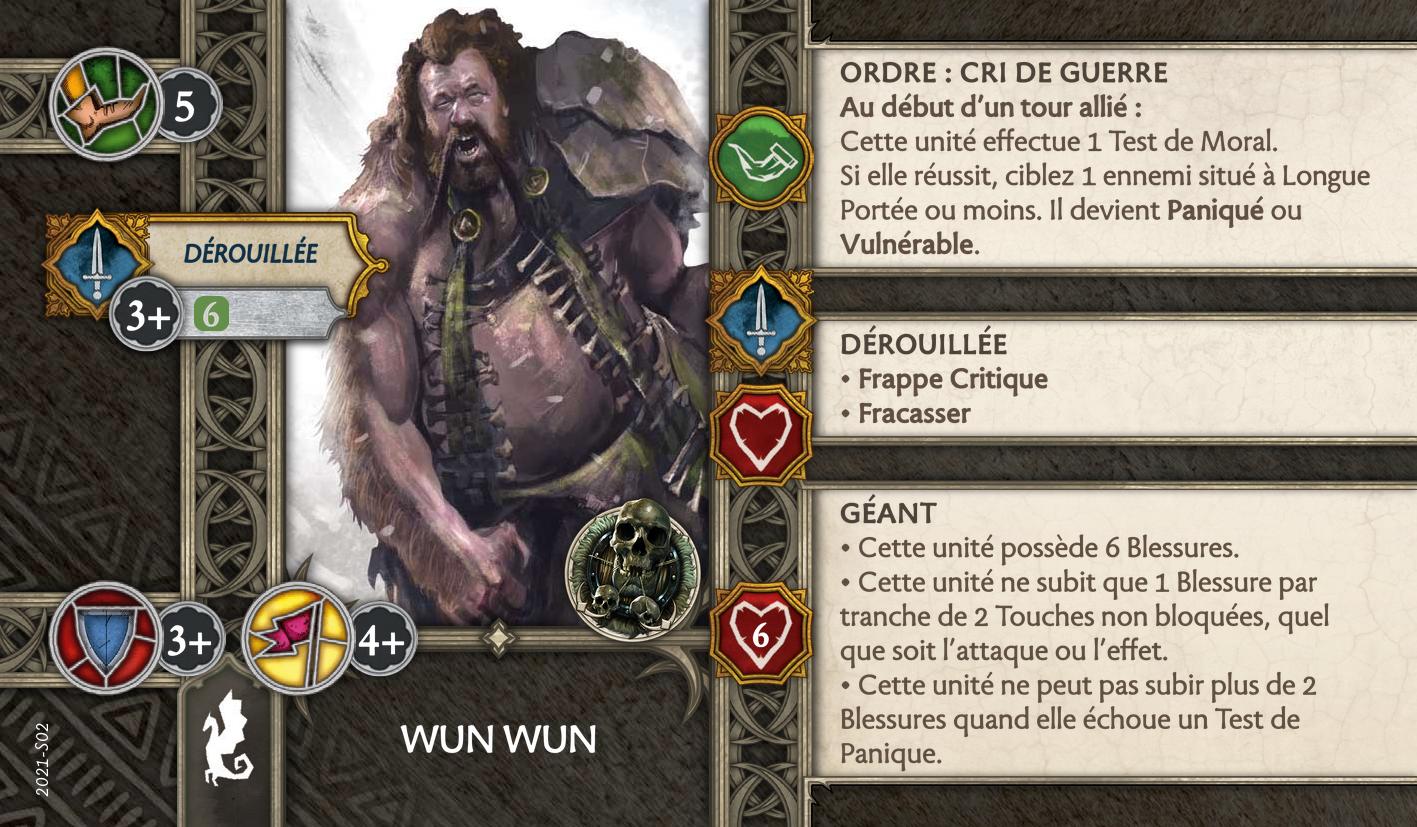 5
DÉROUILLÉE
3+
6
3+
4+
WUN WUN
2021-S02
ORDRE : CRI DE GUERRE
Au début d'un tour allié :
Cette unité effectue 1 Test de Moral.
Si elle réussit, ciblez 1 ennemi situé à Longue
Portée ou moins. Il devient Paniqué ou
Vulnérable.
DÉROUILLÉE
• Frappe Critique
• Fracasser
6
GÉANT
• Cette unité possède 6 Blessures.
• Cette unité ne subit que 1 Blessure par
tranche de 2 Touches non bloquées, quel
que soit l'attaque ou l'effet.
• Cette unité ne peut pas subir plus de 2
Blessures quand elle échoue un Test de
Panique.